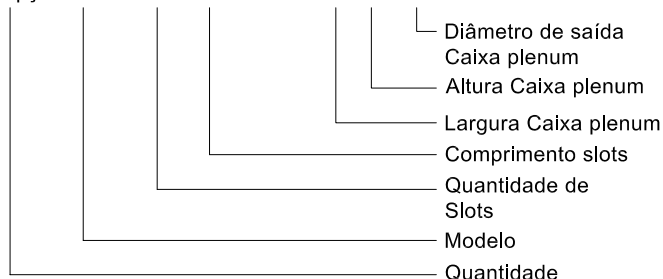 Diâmetro de saída
Caixa plenum
Altura Caixa plenum
Largura Caixa plenum
Comprimento slots
Quantidade de
Slots
Modelo
Quantidade